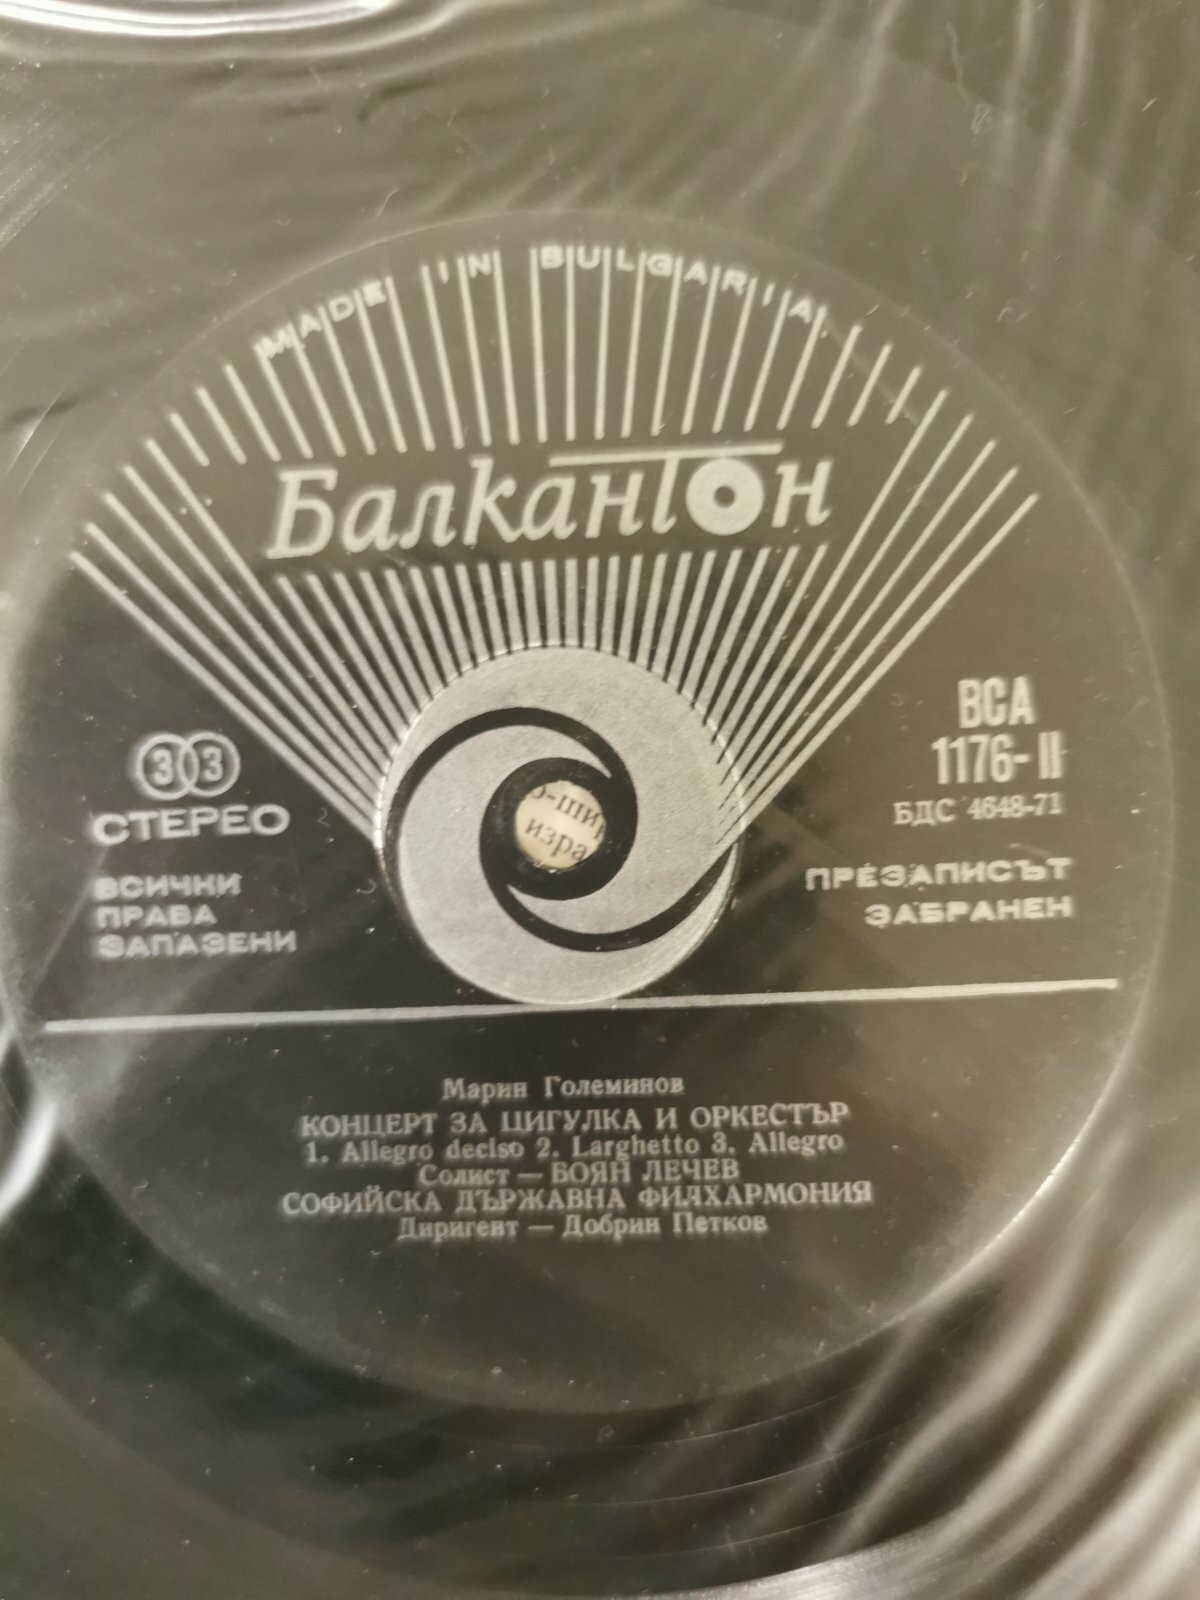 MADE IN BULGARIA
Балкантон
33
СТЕРЕО
ВСИЧКИ
ПРАВА
ЗАПАЗЕНИ
ВСА
1176-II
БДС 4648-71
ПРЕЗАПИСЪТ
ЗАБРАНЕН
Марин Големинов
КОНЦЕРТ ЗА ЦИГУЛКА И ОРКЕСТЪР
1. Allegro deciso 2. Larghetto 3. Allegro
Солист — БОЯН ЛЕЧЕВ
СОФИЙСКА ДЪРЖАВНА ФИЛХАРМОНИЯ
Диригент — Добрин Петков